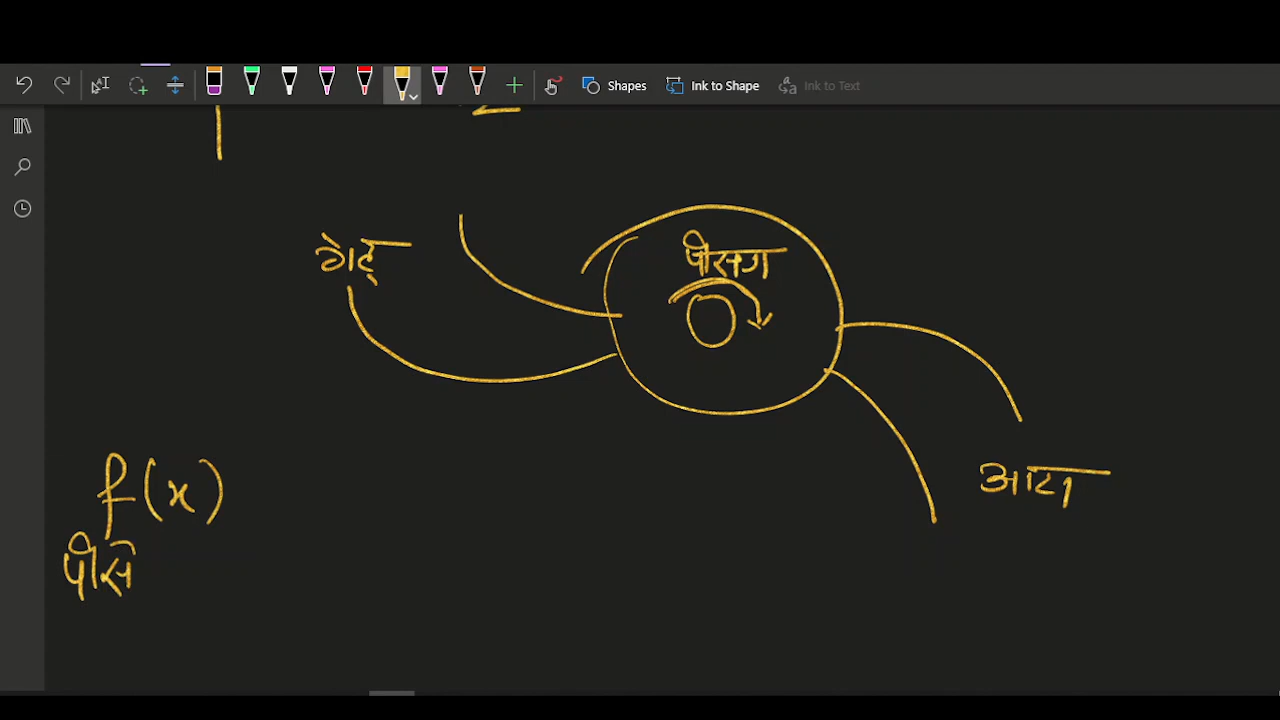 Shapes Ink to Shape Ink to Text
गेहू
पीसना
आटा
f(x)
पीसे